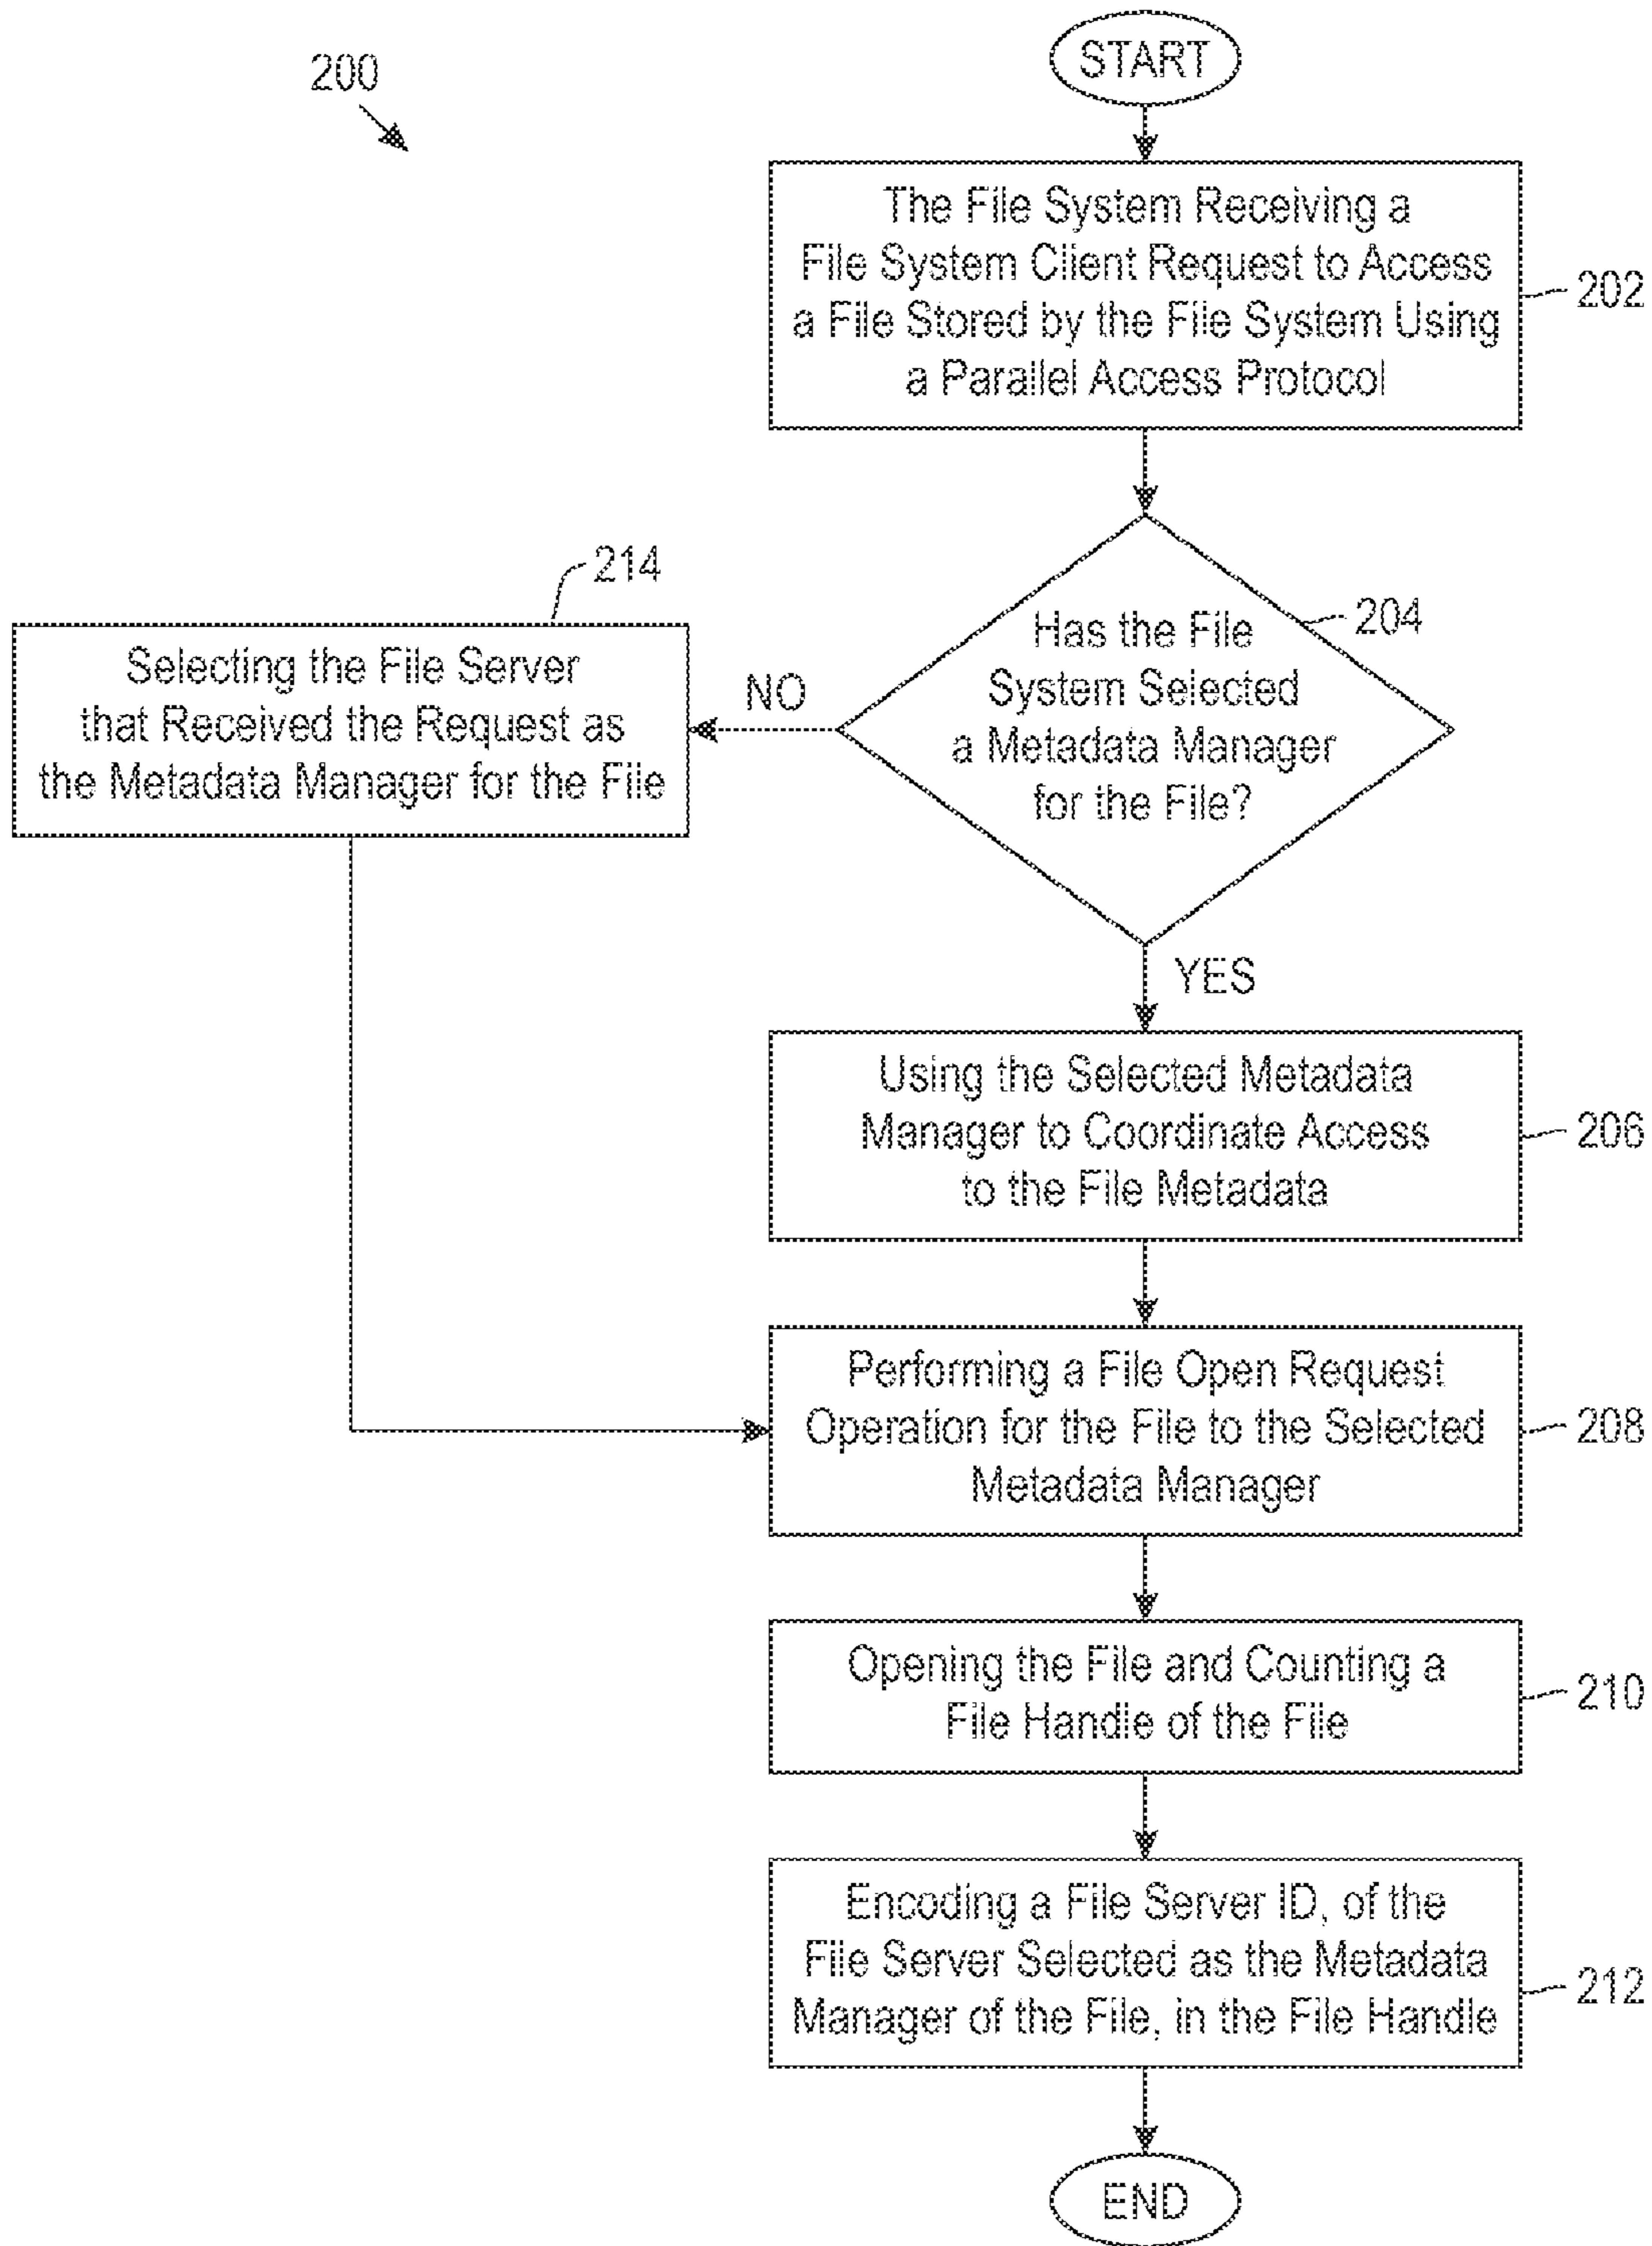 200
START
The File System Receiving a
File System Client Request to Access
a File Stored by the File System Using
a Parallel Access Protocol
202
Has the File
System Selected
a Metadata Manager
for the File?
204
NO
214
Selecting the File Server
that Received the Request as
the Metadata Manager for the File
YES
Using the Selected Metadata
Manager to Coordinate Access
to the File Metadata
206
Performing a File Open Request
Operation for the File to the Selected
Metadata Manager
208
Opening the File and Counting a
File Handle of the File
210
Encoding a File Server ID, of the
File Server Selected as the Metadata
Manager of the File, in the File Handle
212
END